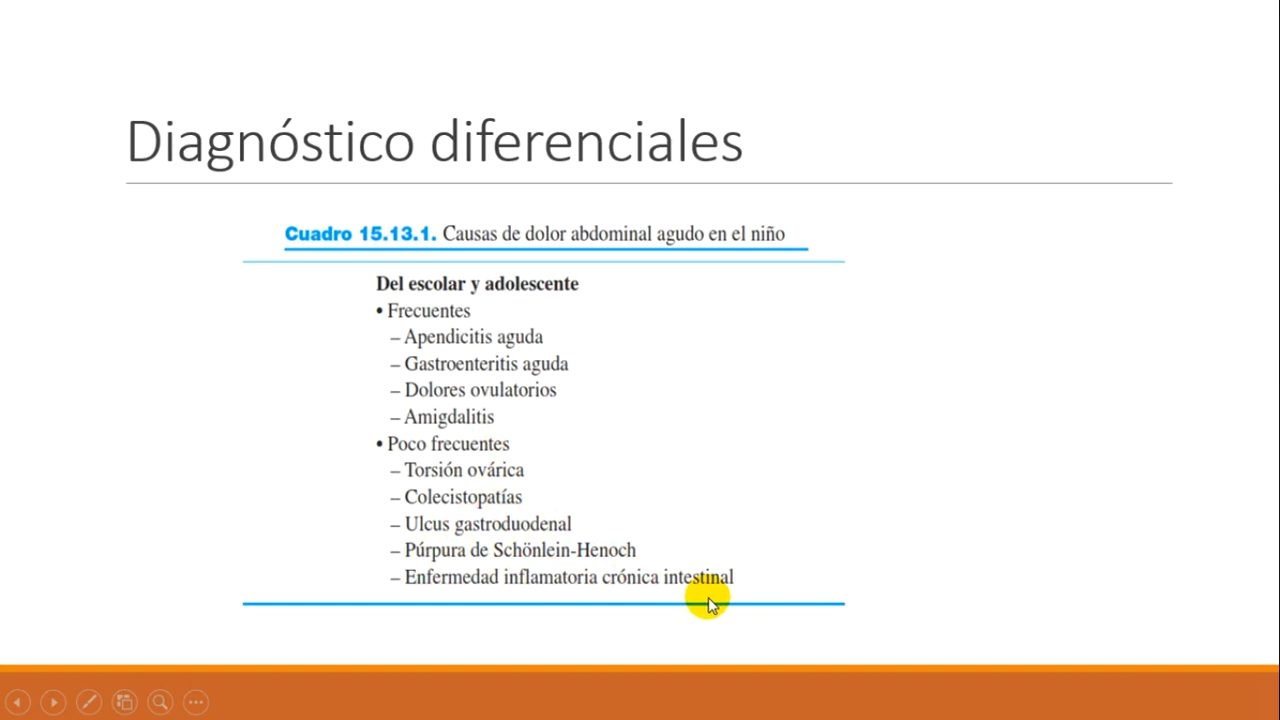 Diagnóstico diferenciales
Cuadro 15.13.1. Causas de dolor abdominal agudo en el niño
Del escolar y adolescente
• Frecuentes
– Apendicitis aguda
– Gastroenteritis aguda
– Dolores ovulatorios
– Amigdalitis
• Poco frecuentes
– Torsión ovárica
– Colecistopatías
– Ulcus gastroduodenal
– Púrpura de Schönlein-Henoch
– Enfermedad inflamatoria crónica intestinal